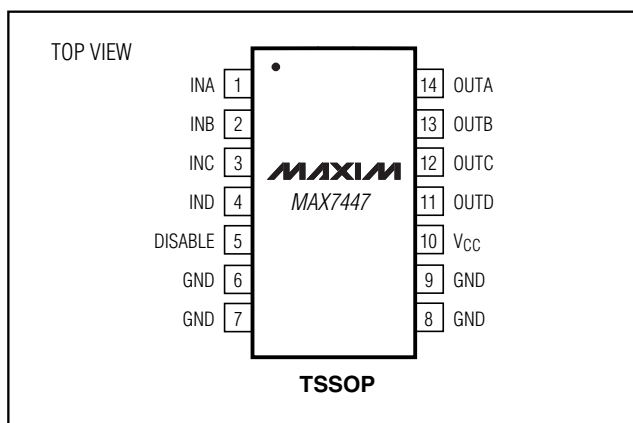 TOP VIEW
INA 1 14 OUTA
INB 2 13 OUTB
INC 3 12 OUTC
MAXIM
IND 4 MAX7447 11 OUTD
DISABLE 5 10 VCC
GND 6 9 GND
GND 7 8 GND
TSSOP